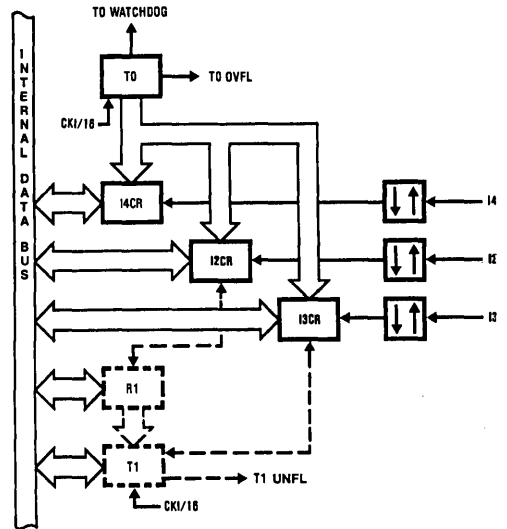 TO WATCHDOG
T0
T0 OVFL
CKI/16
INTERNAL DATA BUS
I4CR
I4
I2CR
I2
I3CR
I3
R1
T1
T1 UNFL
CKI/16